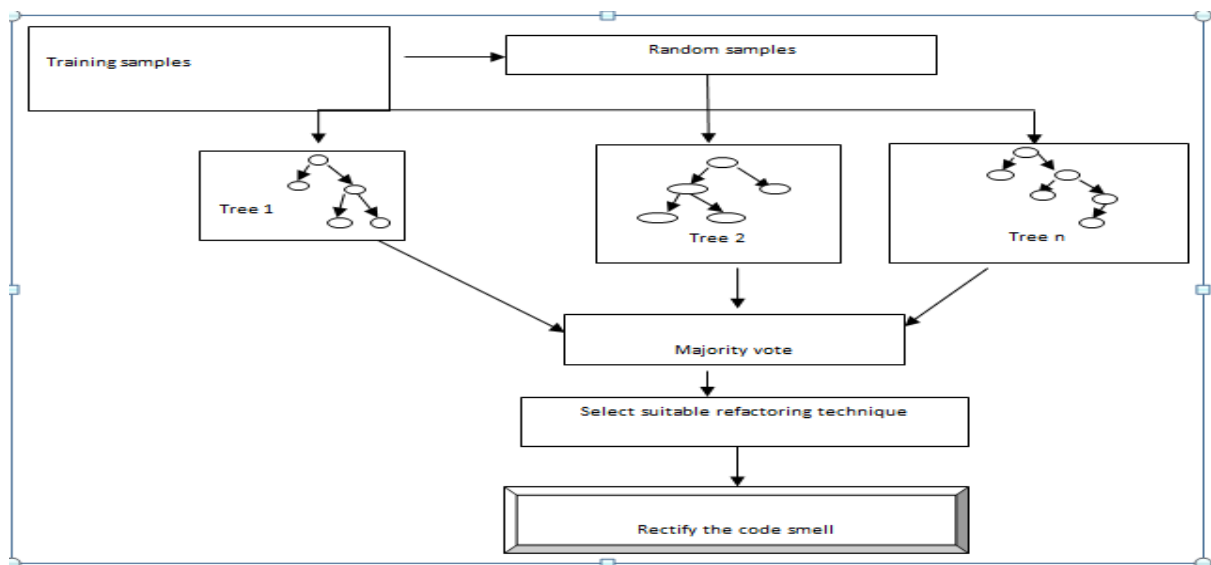 Random samples
Training samples
Tree 1
Tree 2
Tree n
Majority vote
Select suitable refactoring technique
Rectify the code smell